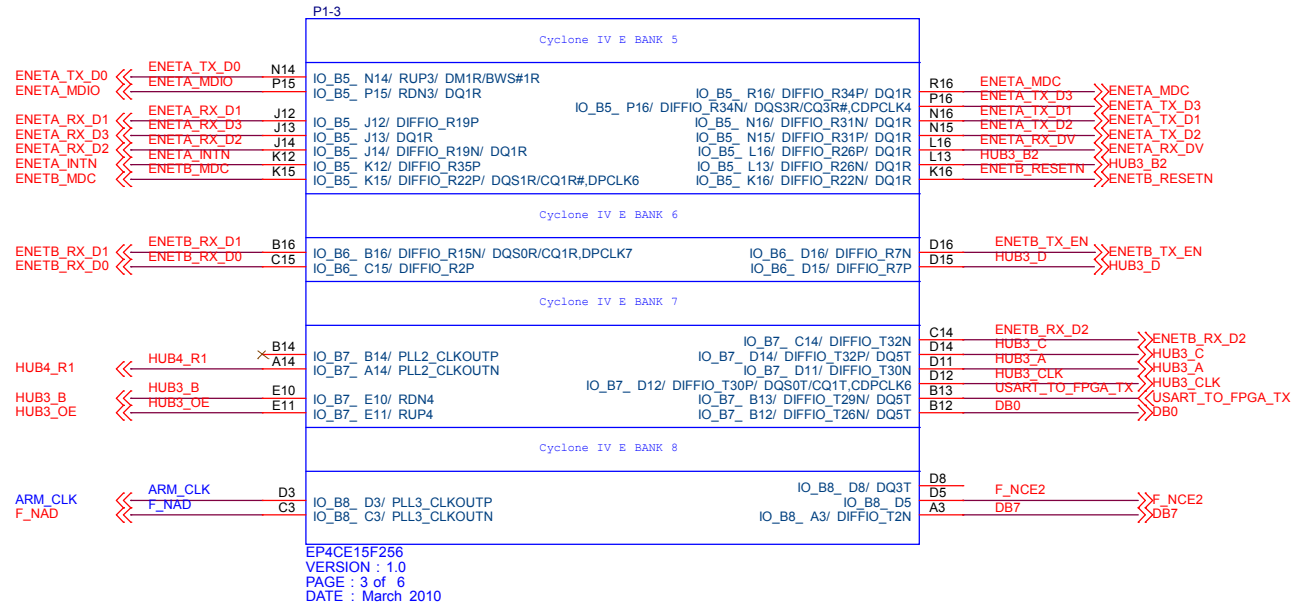 P1-3
Cyclone IV E BANK 5
ENETA_TX_D0 ENETA_TX_D0 N14 IO_B5_ N14/ RUP3/ DM1R/BWS#1R
ENETA_MDIO ENETA_MDIO P15 IO_B5_ P15/ RDN3/ DQ1R IO_B5_ R16/ DIFFIO_R34P/ DQ1R R16 ENETA_MDC ENETA_MDC
IO_B5_ P16/ DIFFIO_R34N/ DQS3R/CQ3R#,CDPCLK4 P16 ENETA_TX_D3 ENETA_TX_D3
ENETA_RX_D1 ENETA_RX_D1 J12 IO_B5_ J12/ DIFFIO_R19P IO_B5_ N16/ DIFFIO_R31N/ DQ1R N16 ENETA_TX_D1 ENETA_TX_D1
ENETA_RX_D3 ENETA_RX_D3 J13 IO_B5_ J13/ DQ1R IO_B5_ N15/ DIFFIO_R31P/ DQ1R N15 ENETA_TX_D2 ENETA_TX_D2
ENETA_RX_D2 ENETA_RX_D2 J14 IO_B5_ J14/ DIFFIO_R19N/ DQ1R IO_B5_ L16/ DIFFIO_R26P/ DQ1R L16 ENETA_RX_DV ENETA_RX_DV
ENETA_INTN ENETA_INTN K12 IO_B5_ K12/ DIFFIO_R35P IO_B5_ L13/ DIFFIO_R26N/ DQ1R L13 HUB3_B2 HUB3_B2
ENETB_MDC ENETB_MDC K15 IO_B5_ K15/ DIFFIO_R22P/ DQS1R/CQ1R#,DPCLK6 IO_B5_ K16/ DIFFIO_R22N/ DQ1R K16 ENETB_RESETN ENETB_RESETN
Cyclone IV E BANK 6
ENETB_RX_D1 ENETB_RX_D1 B16 IO_B6_ B16/ DIFFIO_R15N/ DQS0R/CQ1R,DPCLK7 IO_B6_ D16/ DIFFIO_R7N D16 ENETB_TX_EN ENETB_TX_EN
ENETB_RX_D0 ENETB_RX_D0 C15 IO_B6_ C15/ DIFFIO_R2P IO_B6_ D15/ DIFFIO_R7P D15 HUB3_D HUB3_D
Cyclone IV E BANK 7
IO_B7_ C14/ DIFFIO_T32N C14 ENETB_RX_D2 ENETB_RX_D2
B14 IO_B7_ B14/ PLL2_CLKOUTP IO_B7_ D14/ DIFFIO_T32P/ DQ5T D14 HUB3_C HUB3_C
HUB4_R1 HUB4_R1 A14 IO_B7_ A14/ PLL2_CLKOUTN IO_B7_ D11/ DIFFIO_T30N D11 HUB3_A HUB3_A
IO_B7_ D12/ DIFFIO_T30P/ DQS0T/CQ1T,CDPCLK6 D12 HUB3_CLK HUB3_CLK
HUB3_B HUB3_B E10 IO_B7_ E10/ RDN4 IO_B7_ B13/ DIFFIO_T29N/ DQ5T B13 USART_TO_FPGA_TX USART_TO_FPGA_TX
HUB3_OE HUB3_OE E11 IO_B7_ E11/ RUP4 IO_B7_ B12/ DIFFIO_T26N/ DQ5T B12 DB0 DB0
Cyclone IV E BANK 8
IO_B8_ D8/ DQ3T D8
ARM_CLK ARM_CLK D3 IO_B8_ D3/ PLL3_CLKOUTP IO_B8_ D5 D5 F_NCE2 F_NCE2
F_NAD F_NAD C3 IO_B8_ C3/ PLL3_CLKOUTN IO_B8_ A3/ DIFFIO_T2N A3 DB7 DB7
EP4CE15F256
VERSION : 1.0
PAGE : 3 of 6
DATE : March 2010